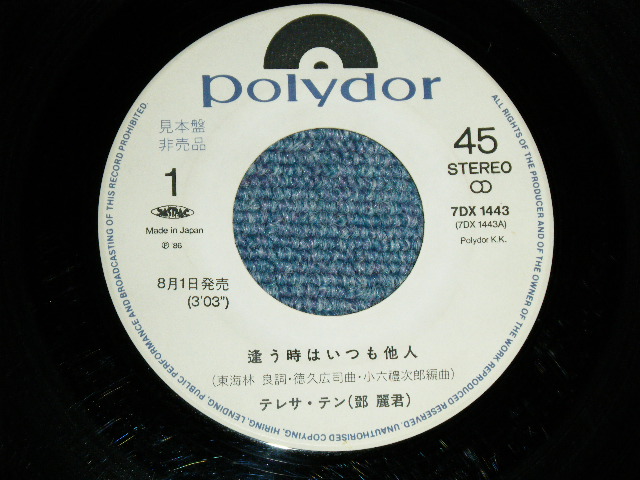 polydor
見本盤
非売品
45
STEREO
1
Made in Japan
℗ 86
7DX 1443
(7DX 1443A)
Polydor K.K.
8月1日発売
(3'03")
逢う時はいつも他人
(東海林 良詞・徳久広司曲・小六禮次郎編曲)
テレサ・テン(鄧 麗君)
ALL RIGHTS OF THE PRODUCER AND OF THE OWNER OF THE WORK REPRODUCED RESERVED. UNAUTHORISED COPYING, HIRING, LENDING, PUBLIC PERFORMANCE AND BROADCASTING OF THIS RECORD PROHIBITED.